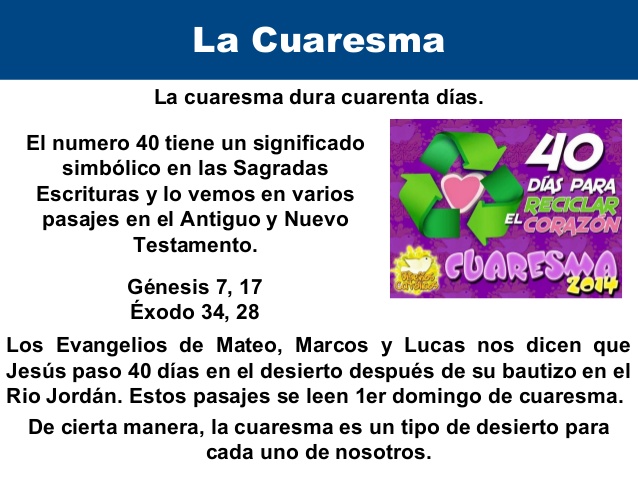 La Cuaresma
La cuaresma dura cuarenta días.
El numero 40 tiene un significado
simbólico en las Sagradas
Escrituras y lo vemos en varios
pasajes en el Antiguo y Nuevo
Testamento.
Génesis 7, 17
Éxodo 34, 28
40
DÍAS PARA
RECICLAR
EL CORAZÓN
CUARESMA
2014
Los Evangelios de Mateo, Marcos y Lucas nos dicen que
Jesús paso 40 días en el desierto después de su bautizo en el
Rio Jordán. Estos pasajes se leen 1er domingo de cuaresma.
De cierta manera, la cuaresma es un tipo de desierto para
cada uno de nosotros.